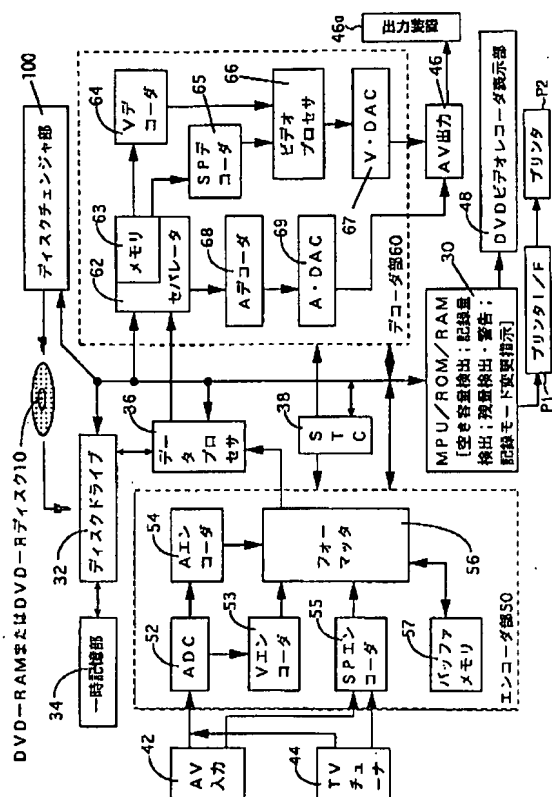 DVD-RAMまたはDVD-Rディスク10
ディスクチェンジャ部
100
32
ディスクドライブ
34
一時記憶部
36
データ
プロセサ
38
STC
42
AV
入力
44
TV
チューナ
52
ADC
53
Vエン
コーダ
54
Aエン
コーダ
55
SPエン
コーダ
56
フォー
マッタ
57
バッファ
メモリ
エンコーダ部50
62
セパレータ
63
メモリ
64
Vデ
コーダ
65
SPデ
コーダ
66
ビデオ
プロセサ
67
V・DAC
68
Aデコーダ
69
A・DAC
デコーダ部60
46
AV出力
46a
出力装置
30
MPU/ROM/RAM
[空き容量検出;記録量
検出;残量検出・警告;
記録モード変更指示]
48
DVDビデオレコーダ表示部
P1
プリンタI/F
プリンタ
P2